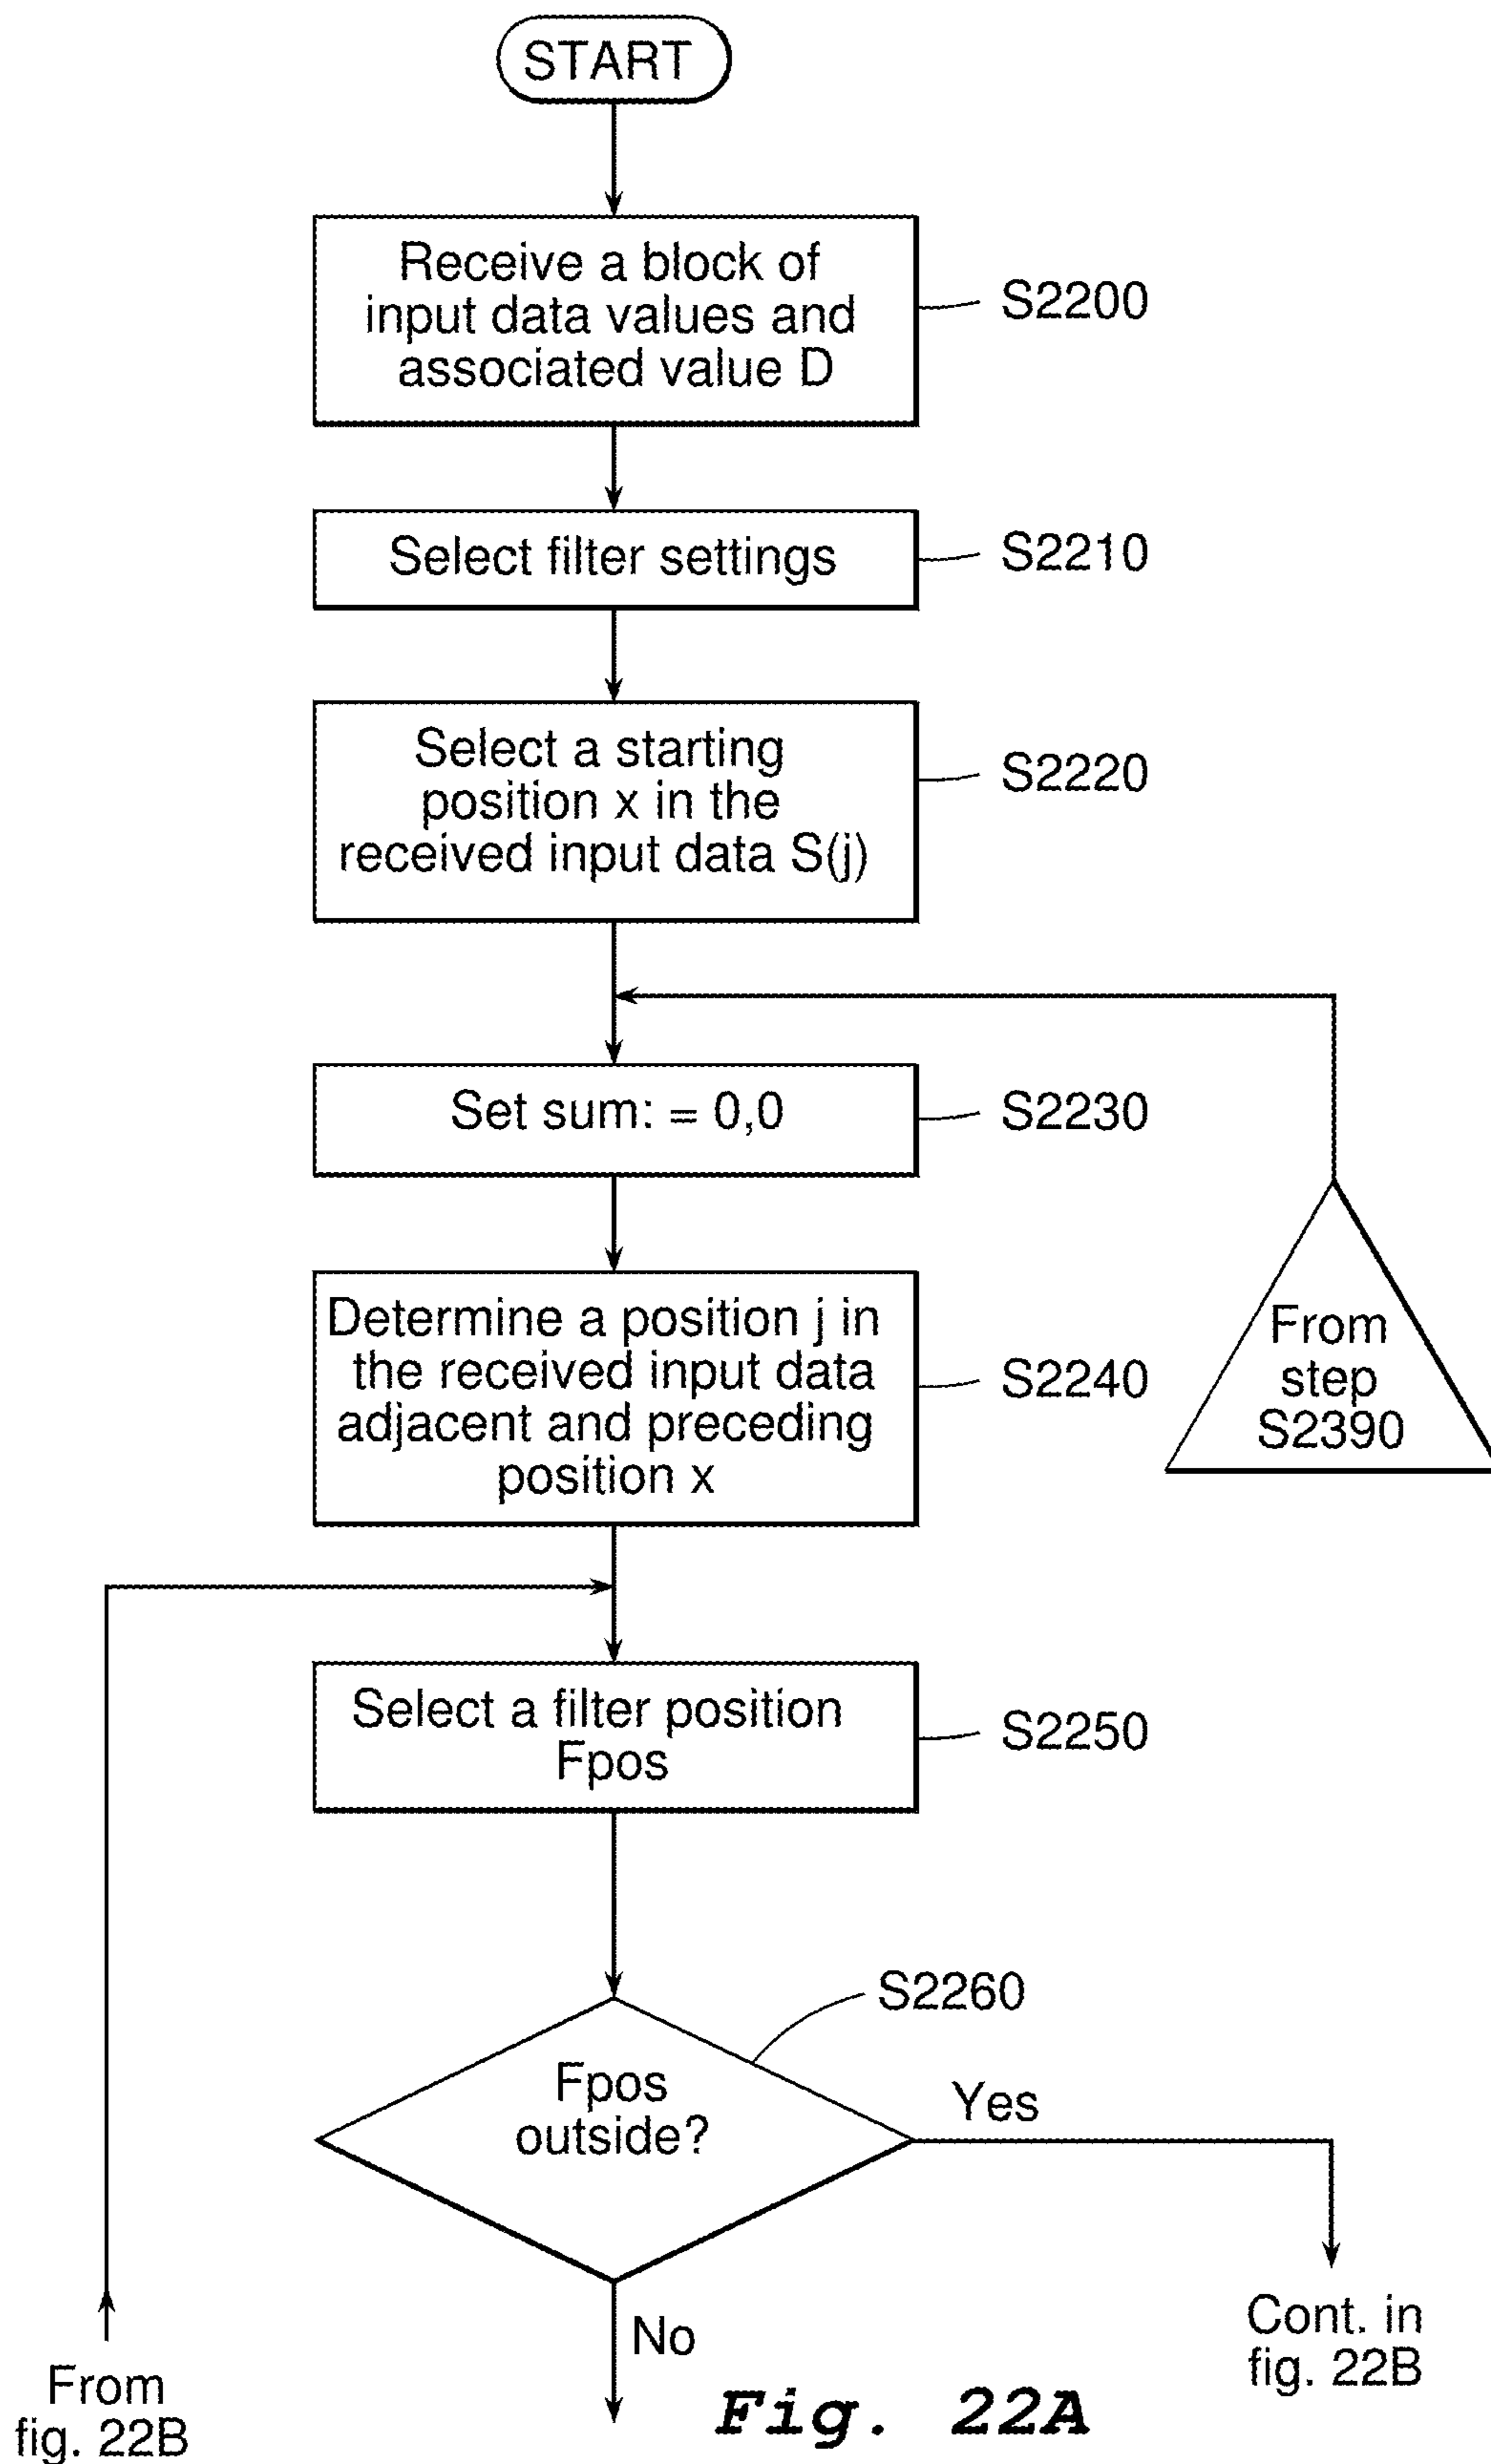 START
Receive a block of
input data values and
associated value D
S2200
Select filter settings
S2210
Select a starting
position x in the
received input data S(j)
S2220
Set sum: = 0,0
S2230
Determine a position j in
the received input data
adjacent and preceding
position x
S2240
From
step
S2390
Select a filter position
Fpos
S2250
S2260
Fpos
outside?
Yes
No
Cont. in
fig. 22B
From
fig. 22B
Fig. 22A